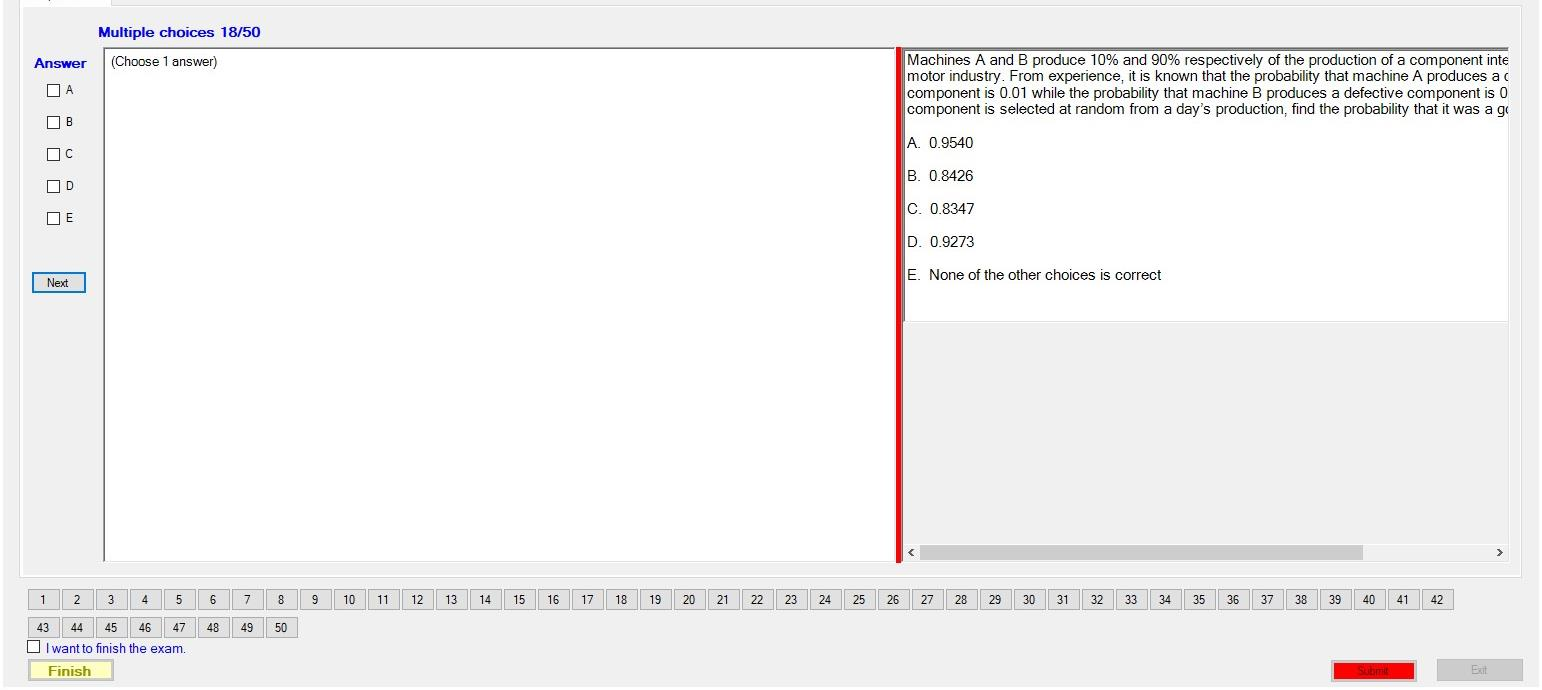 Multiple choices 18/50
Answer
(Choose 1 answer)
A
B
C
D
E
Next
Machines A and B produce 10% and 90% respectively of the production of a component
motor industry. From experience, it is known that the probability that machine A produces a
component is 0.01 while the probability that machine B produces a defective component is
component is selected at random from a day's production, find the probability that it was a
A. 0.9540
B. 0.8426
C. 0.8347
D. 0.9273
E. None of the other choices is correct
1 2 3 4 5 6 7 8 9 10 11 12 13 14 15 16 17 18 19 20 21 22 23 24 25 26 27 28 29 30 31 32 33 34 35 36 37 38 39 40 41 42
43 44 45 46 47 48 49 50
I want to finish the exam.
Finish
Submit
Exit